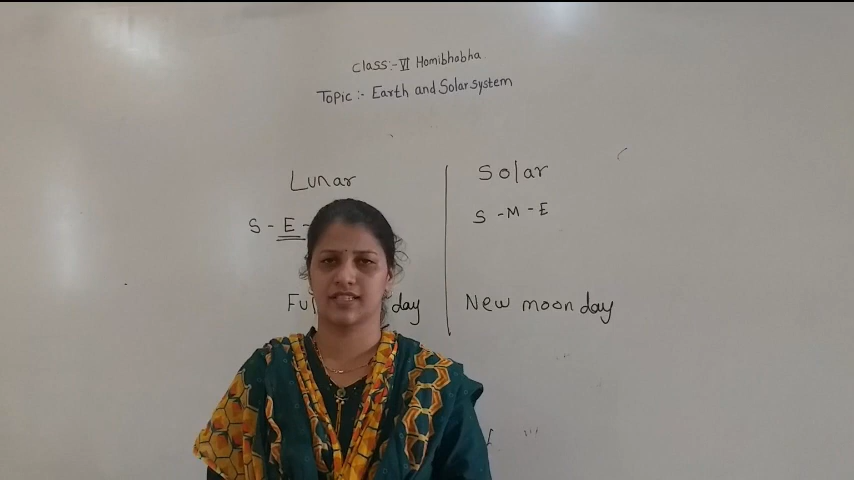 Class:- VI Homibhabha
Topic:- Earth and Solar system
Lunar
S - E -
day
Solar
S - M - E
New moon day